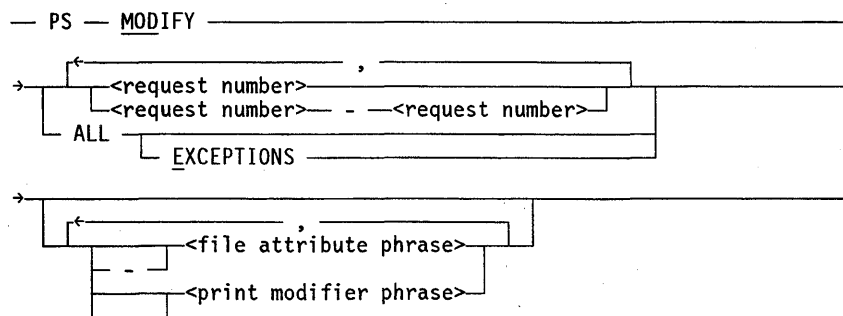 PS — MODIFY
,
<request number>
<request number> - <request number>
ALL
EXCEPTIONS
,
<file attribute phrase>
-
<print modifier phrase>